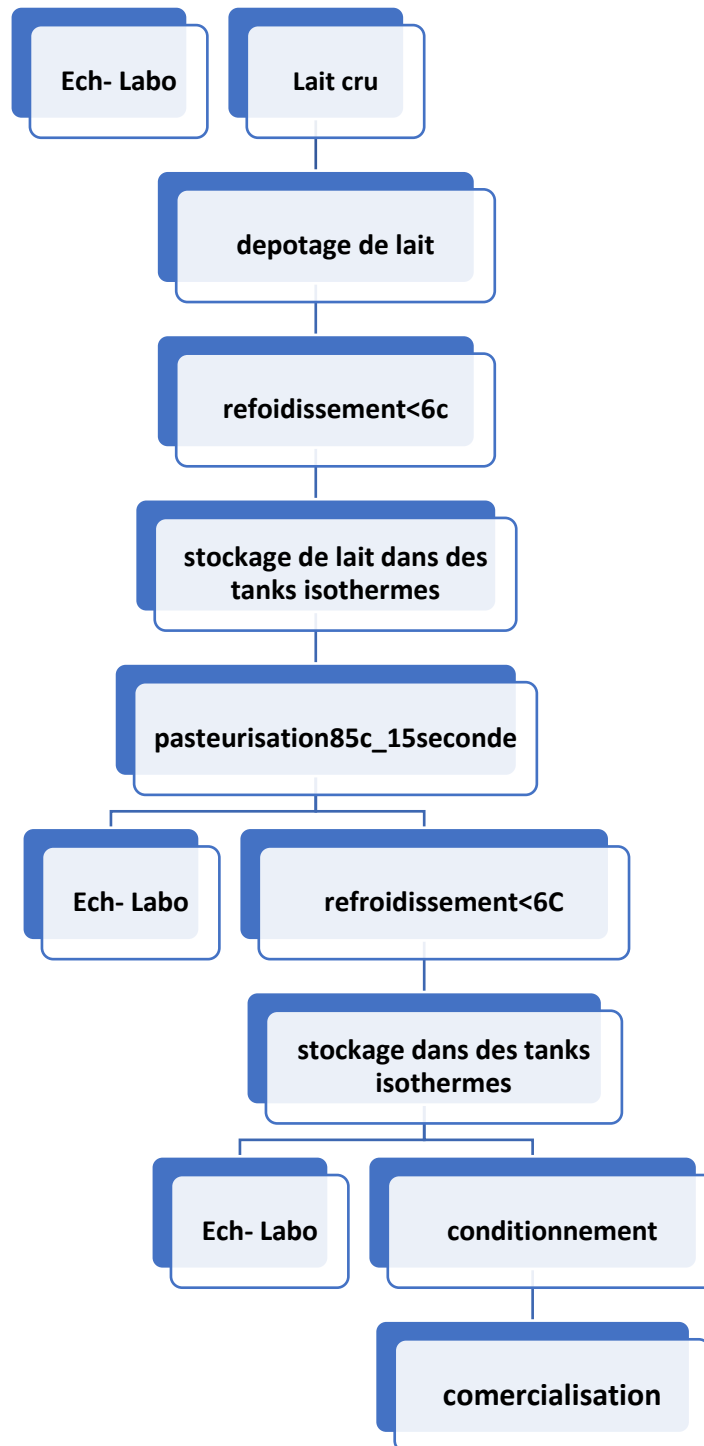 Ech- Labo
Lait cru
depotage de lait
refoidissement<6c
stockage de lait dans des
tanks isothermes
pasteurisation85c_15seconde
Ech- Labo
refroidissement<6C
stockage dans des tanks
isothermes
Ech- Labo
conditionnement
comercialisation